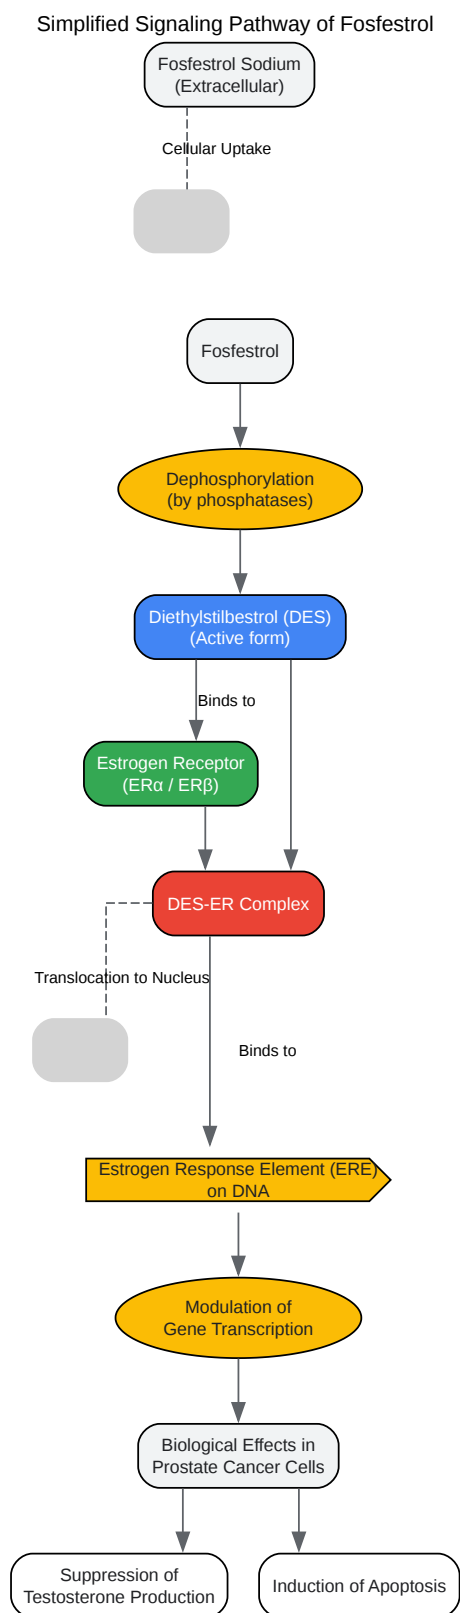 Simplified Signaling Pathway of Fosfestrol
Fosfestrol Sodium
(Extracellular)
Cellular Uptake
Fosfestrol
Dephosphorylation
(by phosphatases)
Diethylstilbestrol (DES)
(Active form)
Binds to
Estrogen Receptor
(ERα / ERβ)
DES-ER Complex
Translocation to Nucleus
Binds to
Estrogen Response Element (ERE)
on DNA
Modulation of
Gene Transcription
Biological Effects in
Prostate Cancer Cells
Suppression of
Testosterone Production
Induction of Apoptosis